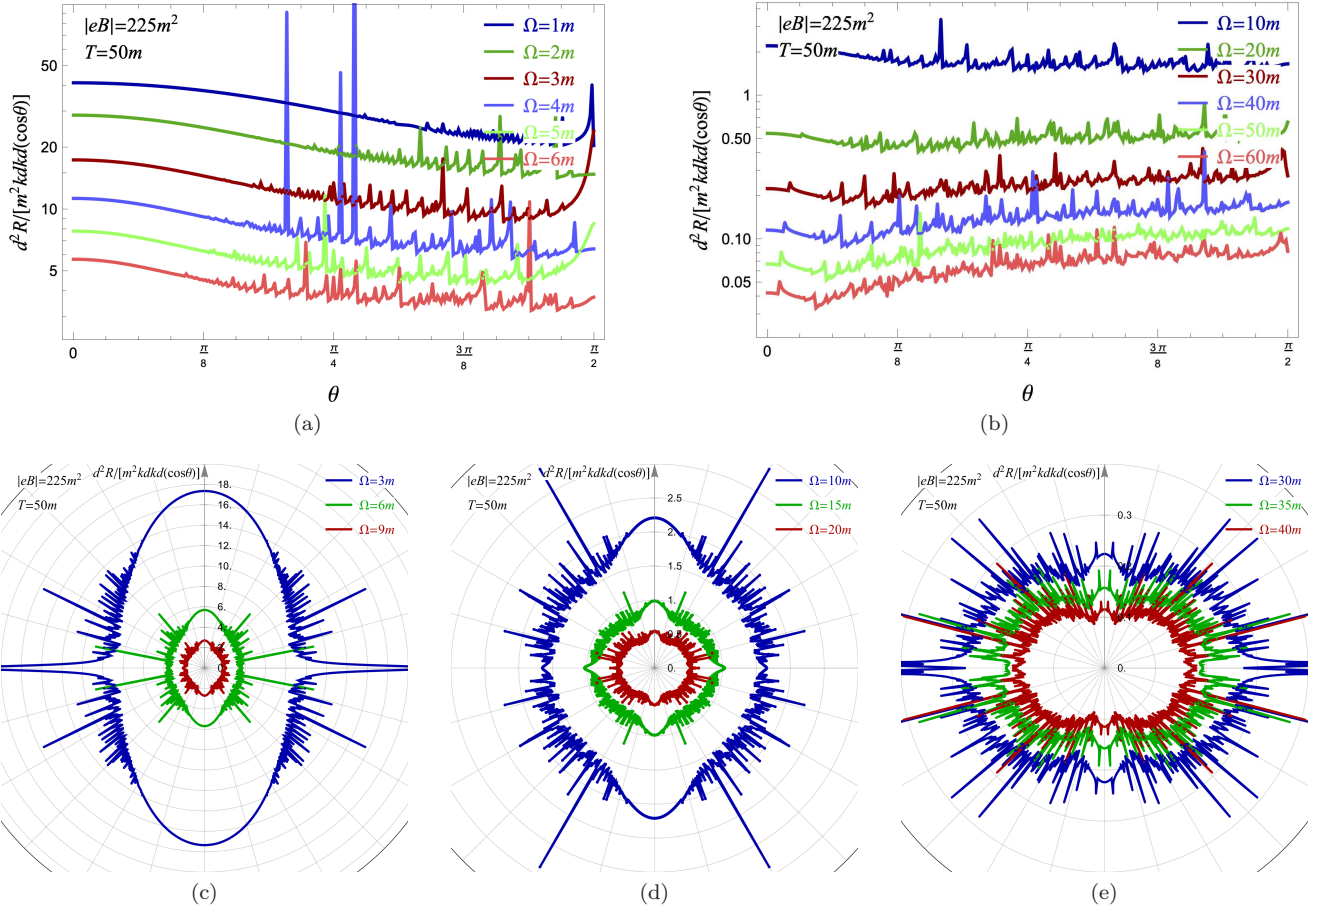 |eB|=225m²
T=50m
Ω=1m
Ω=2m
Ω=3m
Ω=4m
Ω=5m
Ω=6m
50
20
10
5
d²R/[m²kdkd(cosθ)]
0
π/8
π/4
3π/8
π/2
θ
(a)
|eB|=225m²
T=50m
Ω=10m
Ω=20m
Ω=30m
Ω=40m
Ω=50m
Ω=60m
1
0.50
0.10
0.05
d²R/[m²kdkd(cosθ)]
0
π/8
π/4
3π/8
π/2
θ
(b)
d²R/[m²kdkd(cosθ)]
|eB|=225m²
T=50m
Ω=3m
Ω=6m
Ω=9m
18.
16.
14.
12.
10.
8.
6.
4.
2.
0.
(c)
d²R/[m²kdkd(cosθ)]
|eB|=225m²
T=50m
Ω=10m
Ω=15m
Ω=20m
2.5
2.
1.5
1.
0.
(d)
d²R/[m²kdkd(cosθ)]
|eB|=225m²
T=50m
Ω=30m
Ω=35m
Ω=40m
0.3
0.
(e)